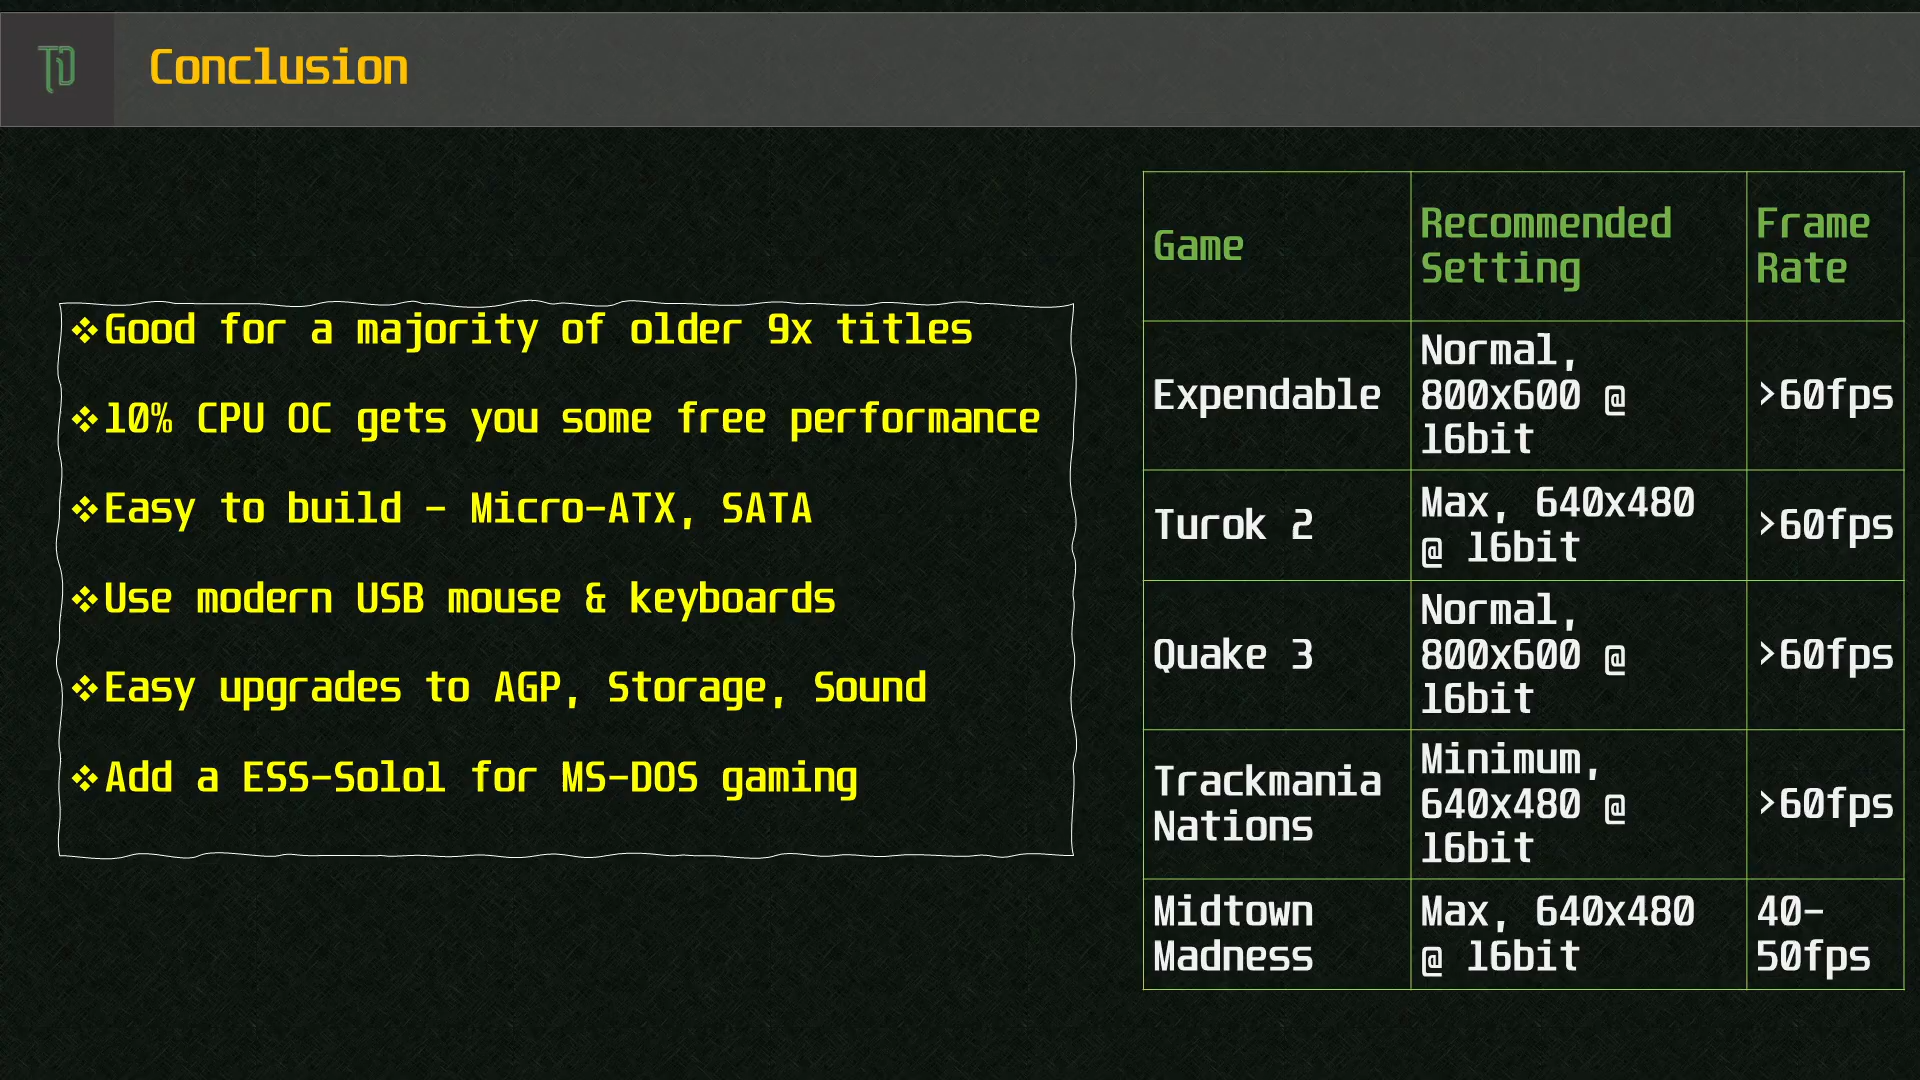 TD
Conclusion
❖Good for a majority of older 9x titles
❖10% CPU OC gets you some free performance
❖Easy to build – Micro-ATX, SATA
❖Use modern USB mouse & keyboards
❖Easy upgrades to AGP, Storage, Sound
❖Add a ESS-Solo1 for MS-DOS gaming
Game
Recommended
Setting
Frame
Rate
Expendable
Normal,
800x600 @
16bit
>60fps
Turok 2
Max, 640x480
@ 16bit
>60fps
Quake 3
Normal,
800x600 @
16bit
>60fps
Trackmania
Nations
Minimum,
640x480 @
16bit
>60fps
Midtown
Madness
Max, 640x480
@ 16bit
40-
50fps